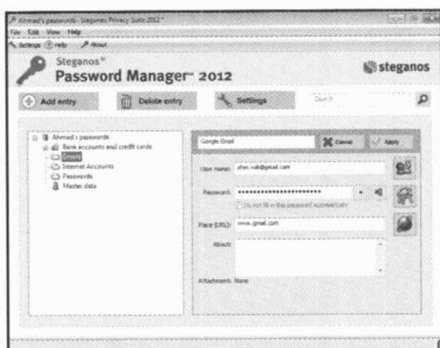 Ahmad's passwords - Steganos Privacy Suite 2012 *
File Edit View Help
Settings Help About
Steganos®
Password Manager™ 2012
steganos
Add entry
Delete entry
Settings
Search
Ahmad's passwords
Bank accounts and credit cards
Emails
Internet Accounts
Passwords
Master data
Google Email
Cancel
Apply
User name:
@gmail.com
Password:
Do not fill in this password automatically
Place (URL): www.gmail.com
About:
Attachment: None